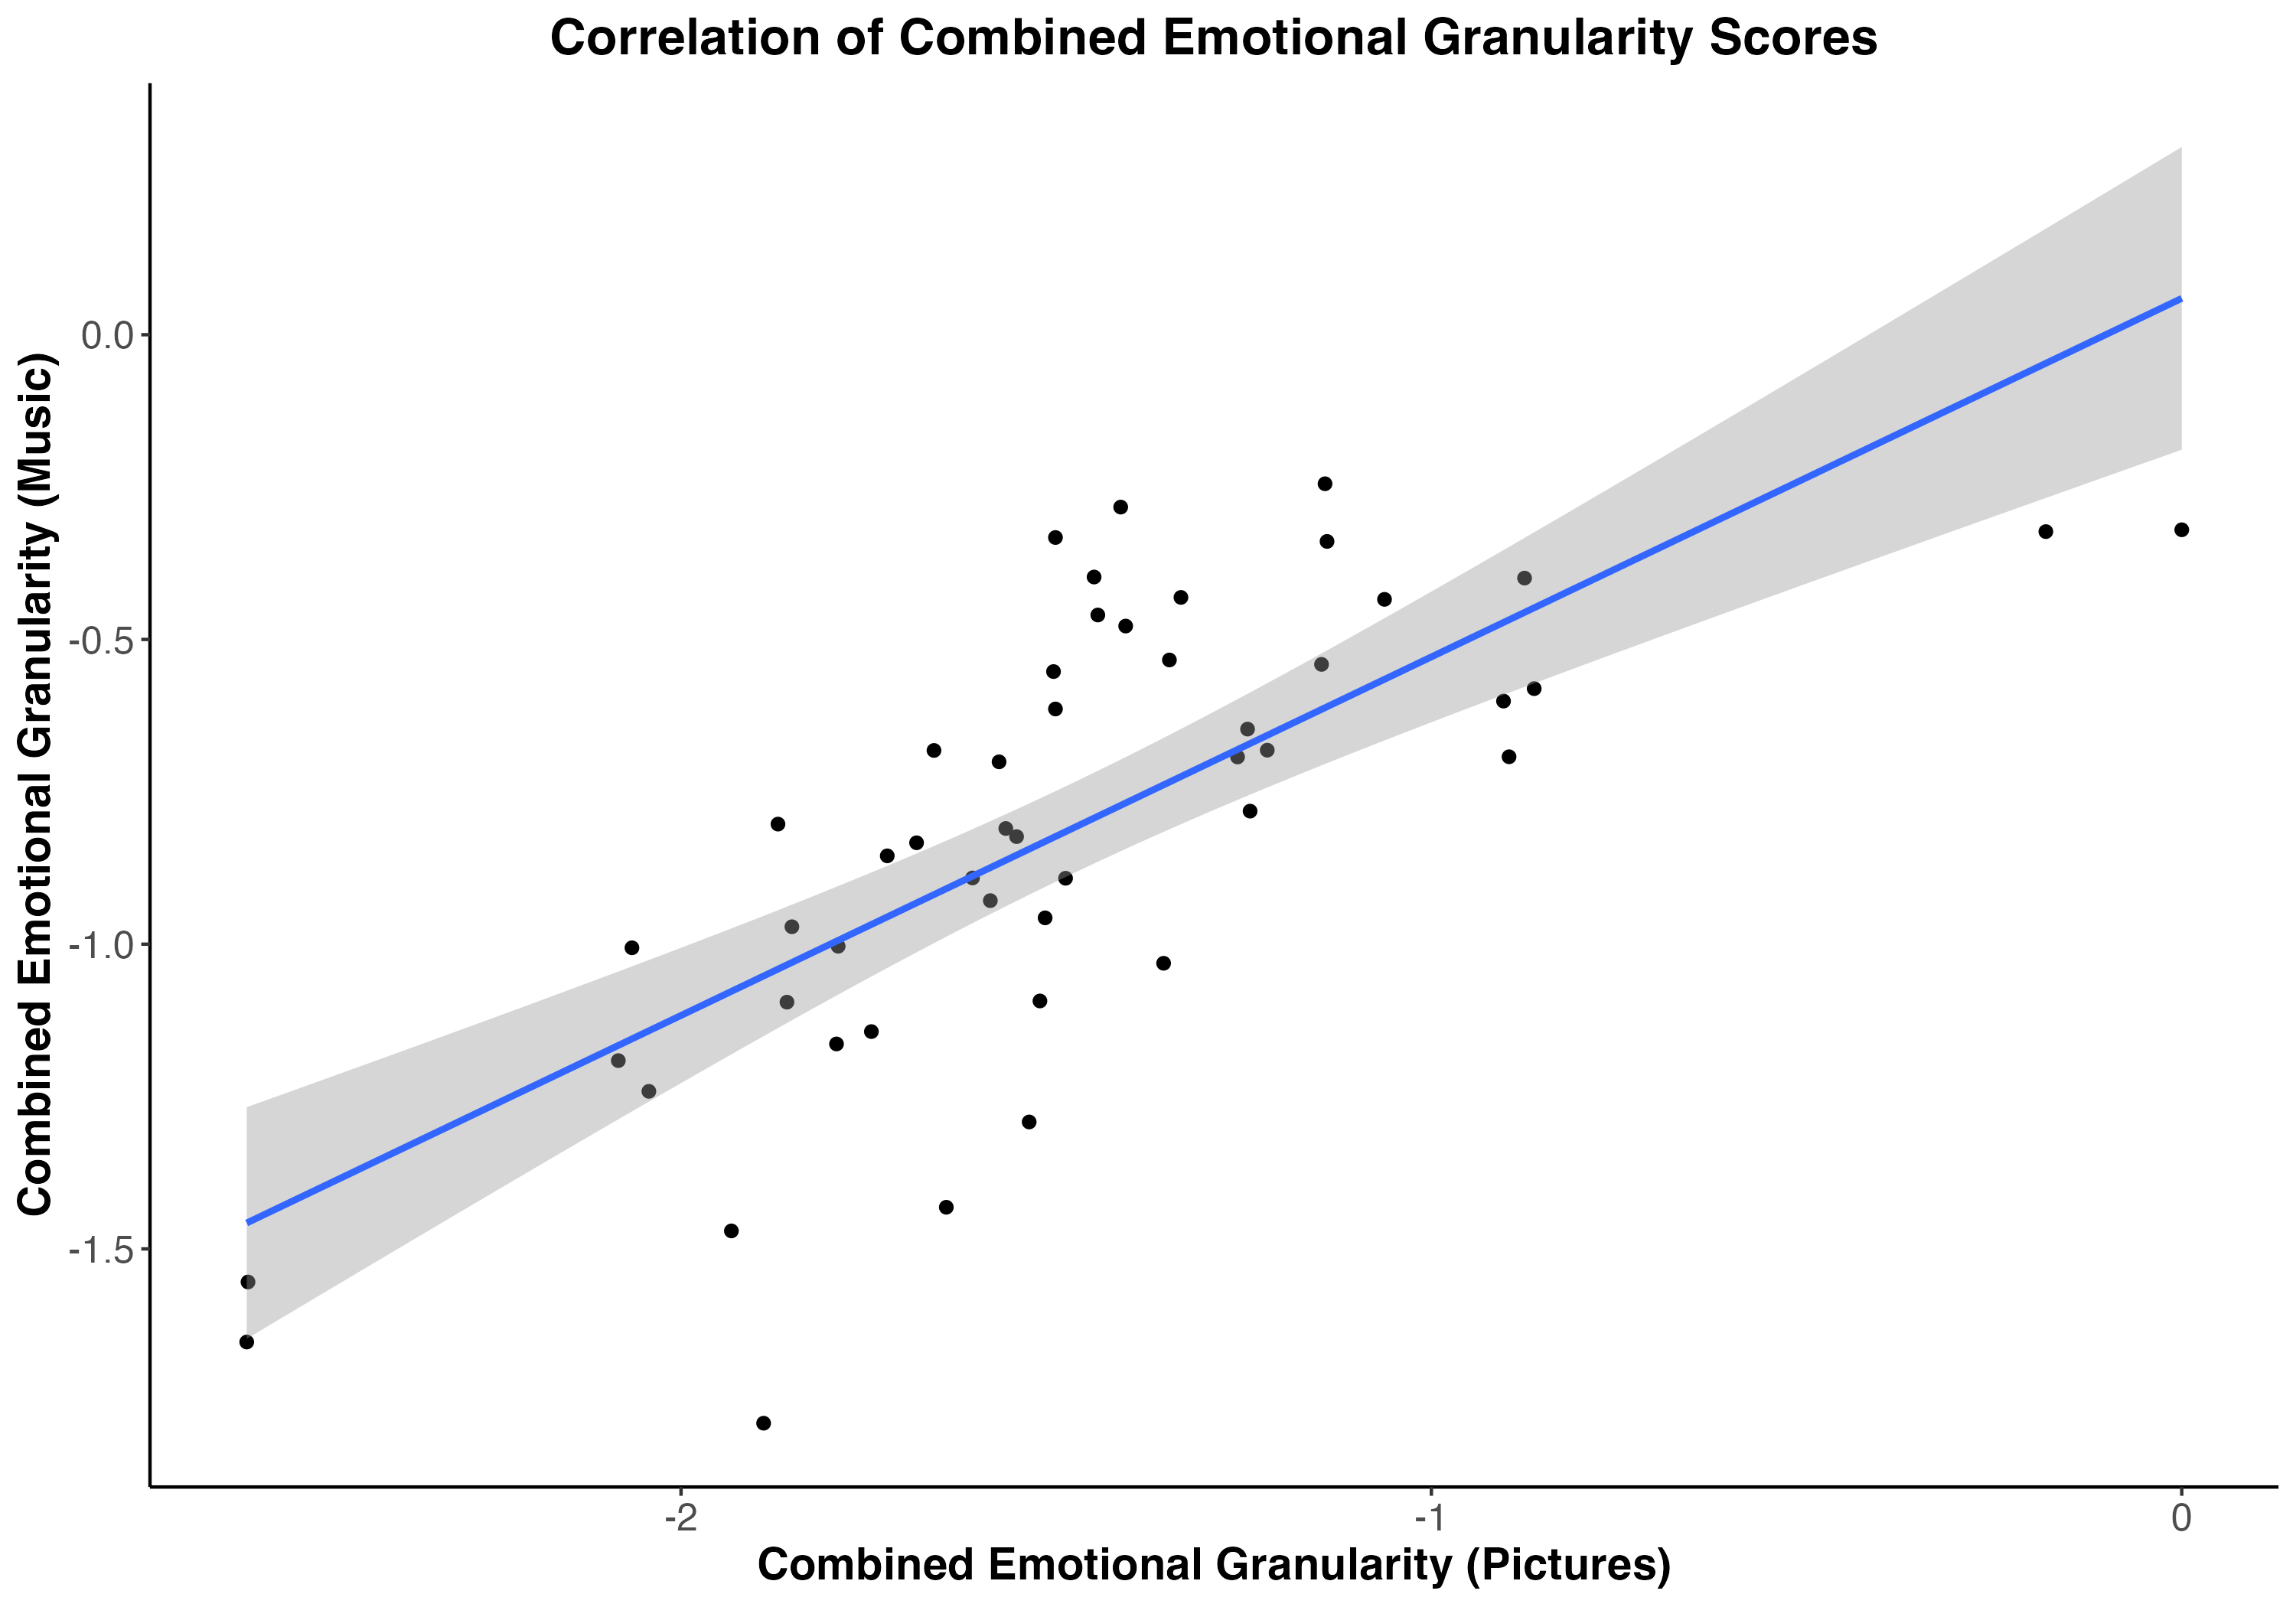 Correlation of Combined Emotional Granularity Scores
Combined Emotional Granularity (Music)
0.0
-0.5
-1.0
-1.5
-2
-1
0
Combined Emotional Granularity (Pictures)